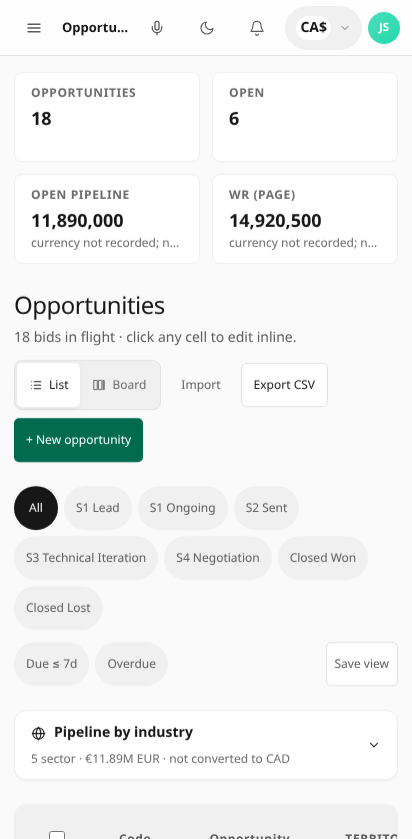 Opportu... CA$ JS
OPPORTUNITIES
18
OPEN
6
OPEN PIPELINE
11,890,000
currency not recorded; n...
WR (PAGE)
14,920,500
currency not recorded; n...
Opportunities
18 bids in flight · click any cell to edit inline.
List Board Import Export CSV
+ New opportunity
All S1 Lead S1 Ongoing S2 Sent
S3 Technical Iteration S4 Negotiation Closed Won
Closed Lost
Due ≤ 7d Overdue Save view
Pipeline by industry
5 sector · €11.89M EUR · not converted to CAD
Code Opportunity TERRITO